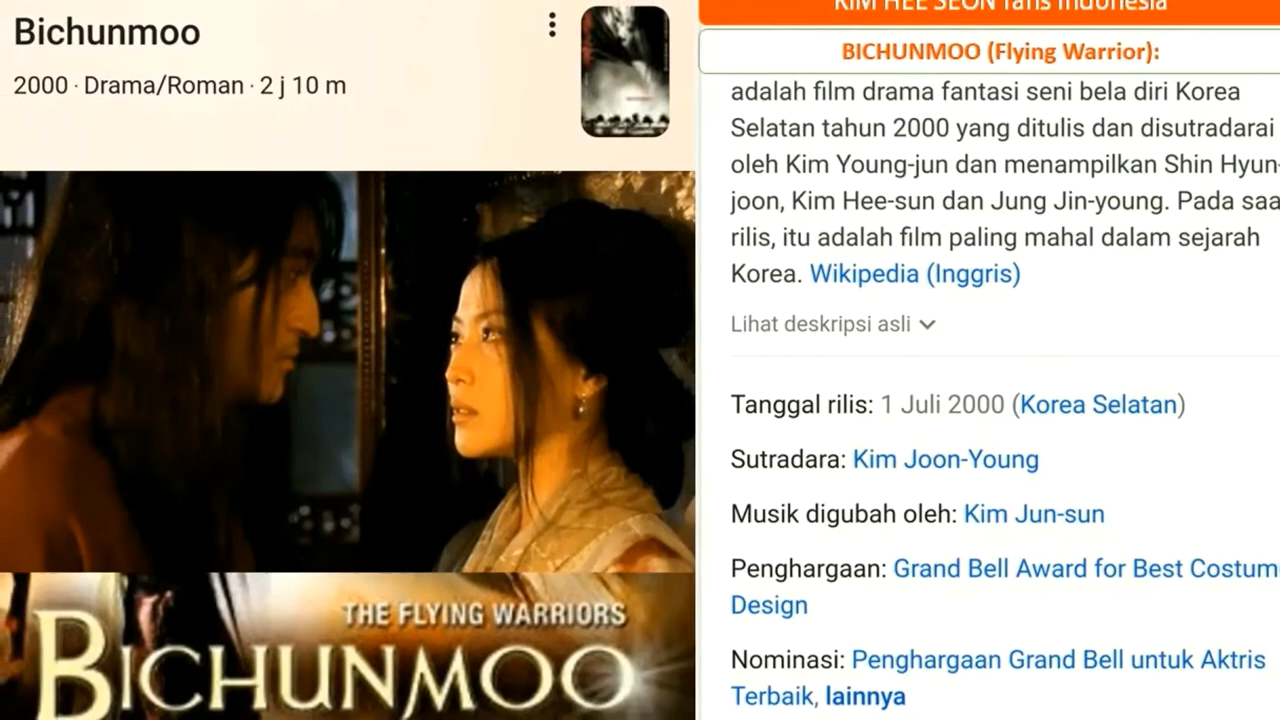 Bichunmoo
2000 · Drama/Roman · 2 j 10 m
THE FLYING WARRIORS
BICHUNMOO
KIM HEE SEON fans Indonesia
BICHUNMOO (Flying Warrior):
adalah film drama fantasi seni bela diri Korea
Selatan tahun 2000 yang ditulis dan disutradarai
oleh Kim Young-jun dan menampilkan Shin Hyun-
joon, Kim Hee-sun dan Jung Jin-young. Pada saa
rilis, itu adalah film paling mahal dalam sejarah
Korea. Wikipedia (Inggris)
Lihat deskripsi asli
Tanggal rilis: 1 Juli 2000 (Korea Selatan)
Sutradara: Kim Joon-Young
Musik digubah oleh: Kim Jun-sun
Penghargaan: Grand Bell Award for Best Costum
Design
Nominasi: Penghargaan Grand Bell untuk Aktris
Terbaik, lainnya